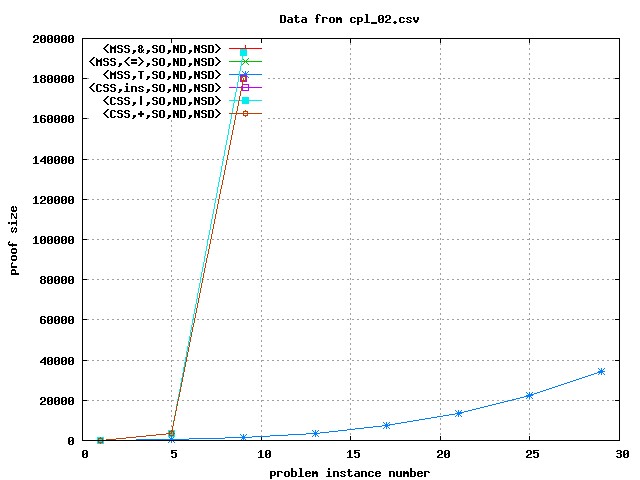 Data from cpl_02.csv
proof size
200000
180000
160000
140000
120000
100000
80000
60000
40000
20000
0
<MSS,&,SO,ND,NSD>
<MSS,<=>,SO,ND,NSD>
<MSS,T,SO,ND,NSD>
<CSS,ins,SO,ND,NSD>
<CSS,|,SO,ND,NSD>
<CSS,+,SO,ND,NSD>
0 5 10 15 20 25 30
problem instance number